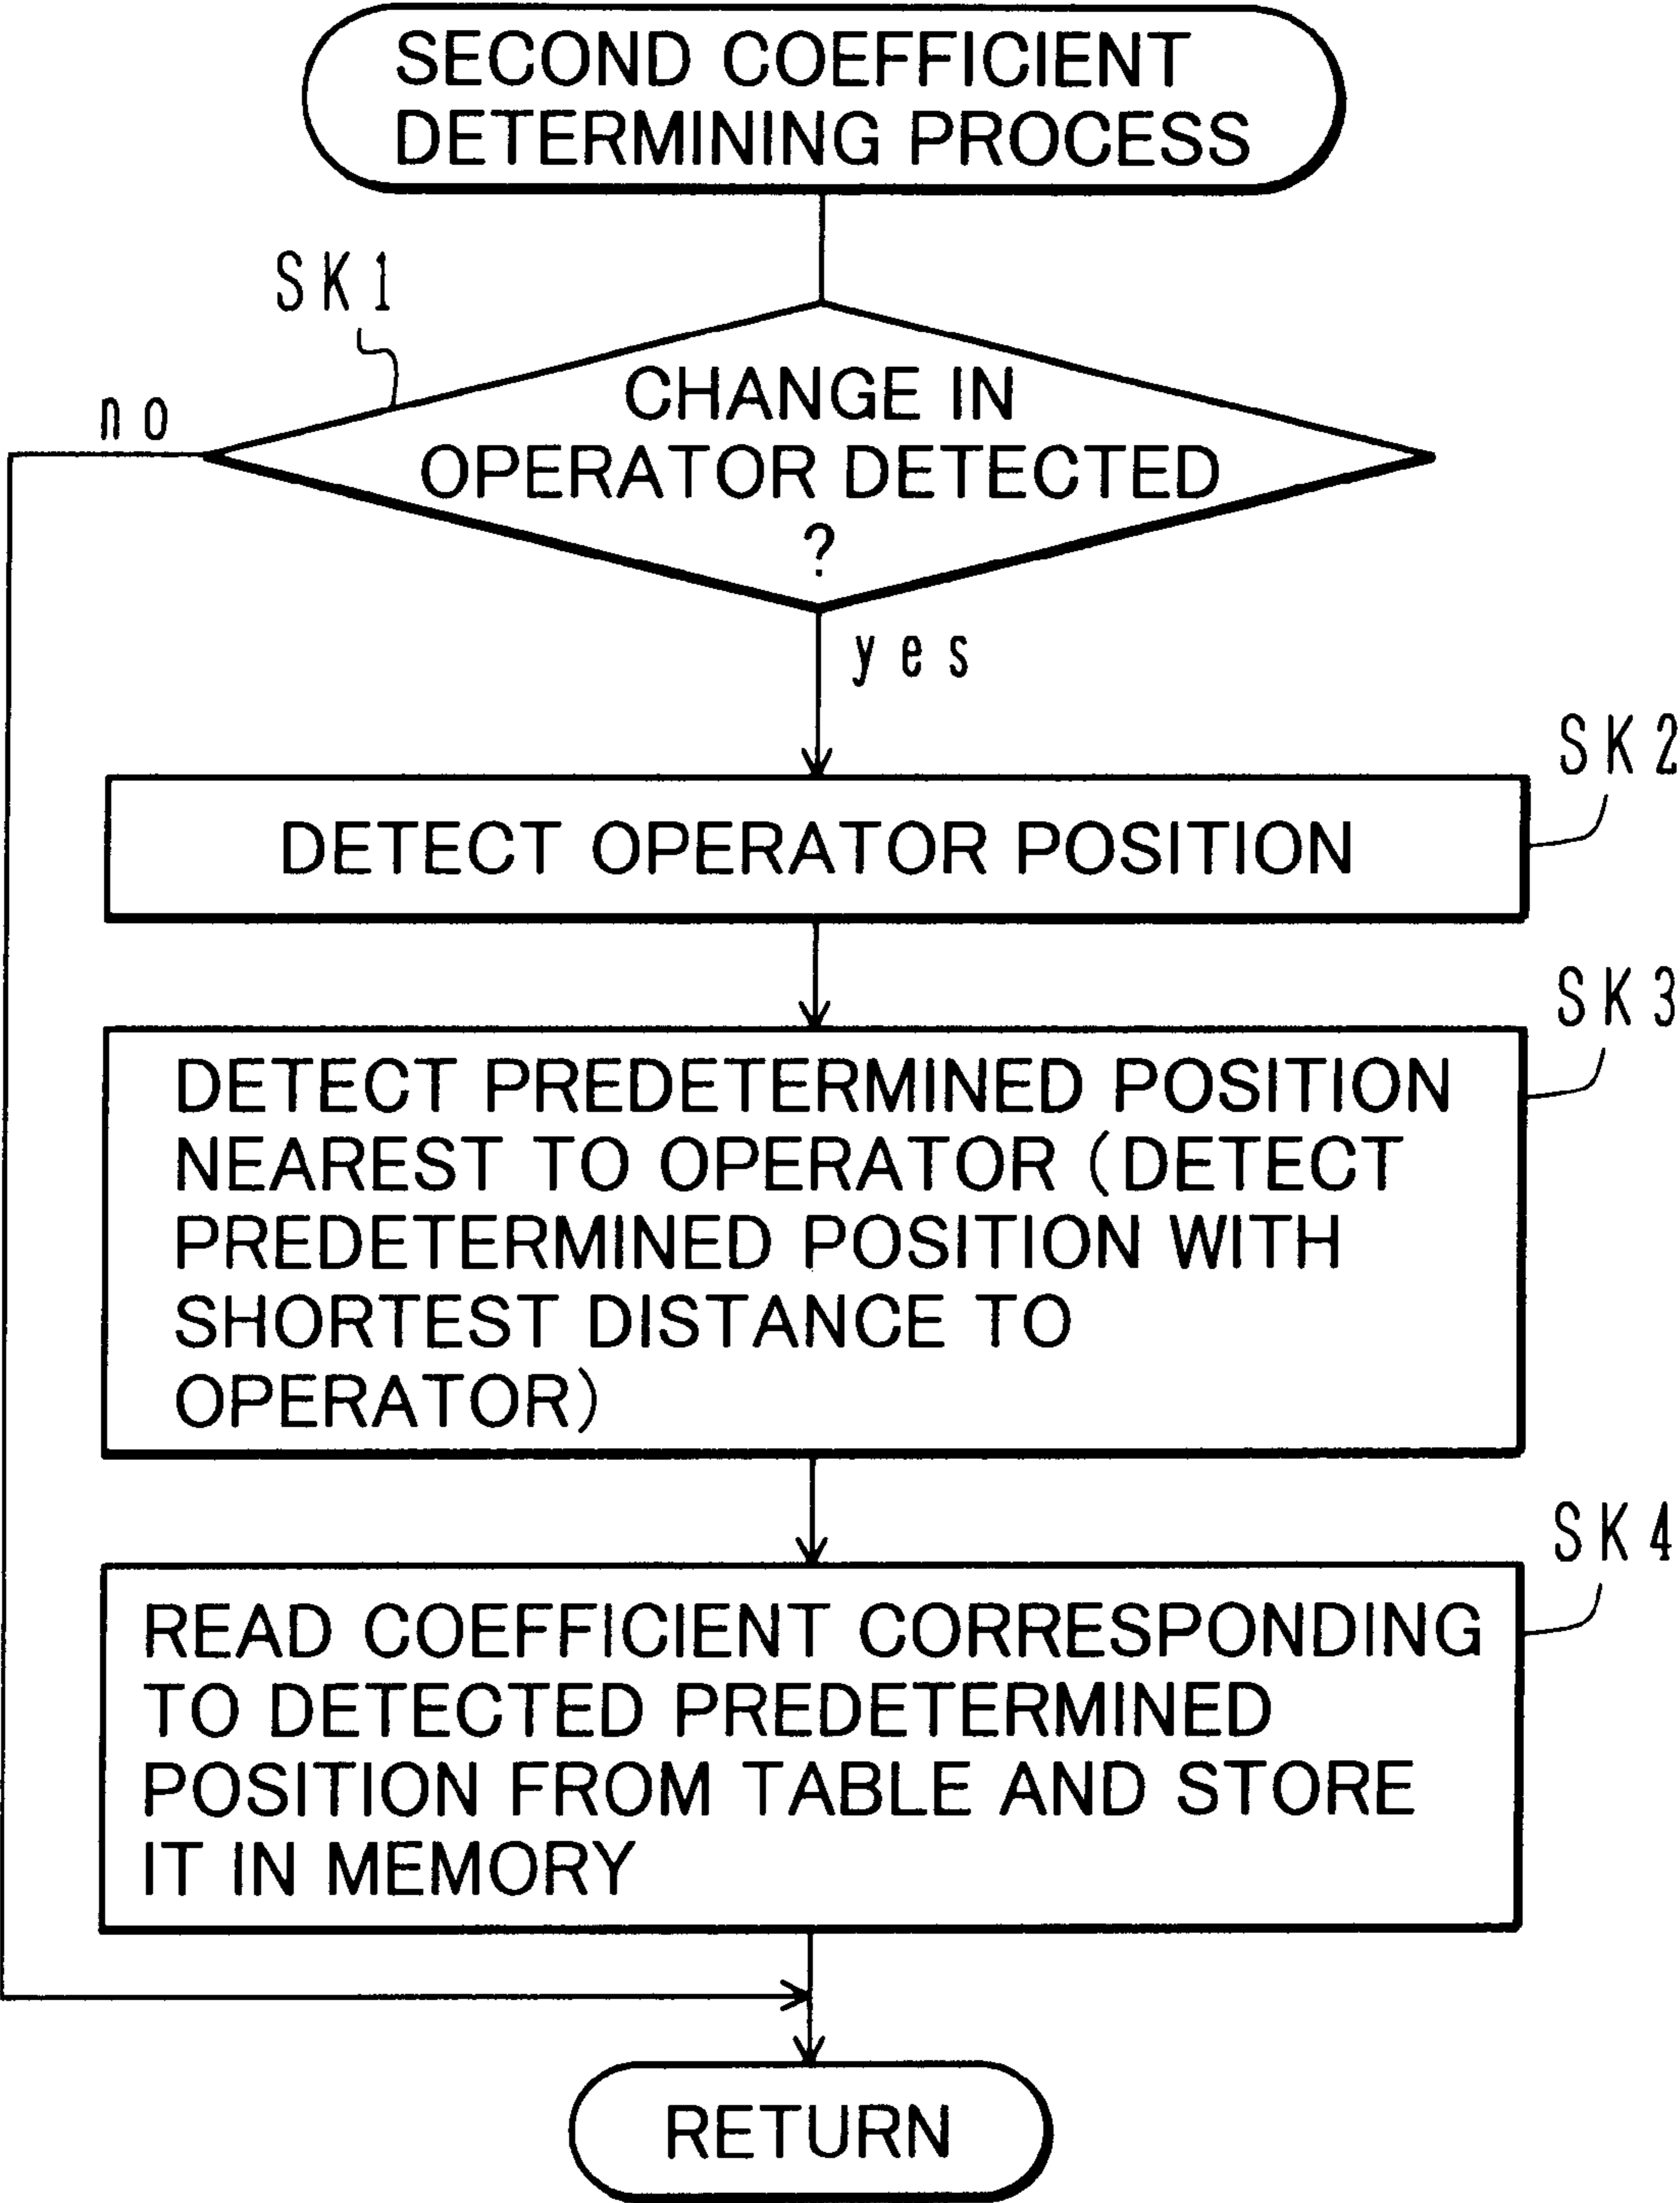 SECOND COEFFICIENT
DETERMINING PROCESS
SK1
no
CHANGE IN
OPERATOR DETECTED
?
yes
SK2
DETECT OPERATOR POSITION
SK3
DETECT PREDETERMINED POSITION
NEAREST TO OPERATOR (DETECT
PREDETERMINED POSITION WITH
SHORTEST DISTANCE TO
OPERATOR)
SK4
READ COEFFICIENT CORRESPONDING
TO DETECTED PREDETERMINED
POSITION FROM TABLE AND STORE
IT IN MEMORY
RETURN